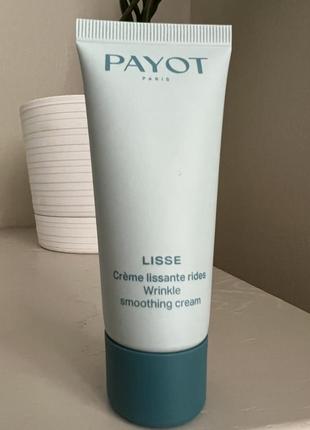 PAYOT
PARIS
LISSE
Crème lissante rides
Wrinkle
smoothing cream